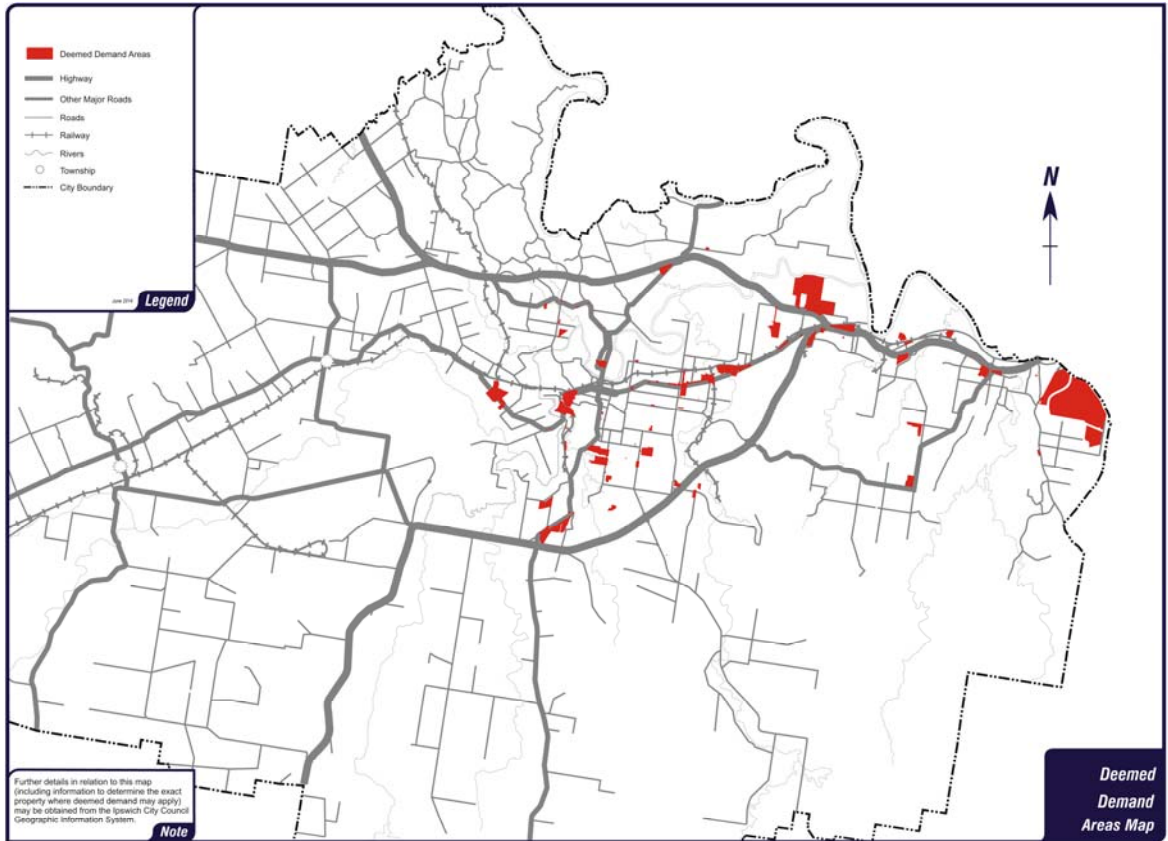 Deemed Demand Areas
Highway
Other Major Roads
Roads
Railway
Rivers
Township
City Boundary
Legend
N
Further details in relation to this map
(including information to determine the exact
property where deemed demand may apply)
may be obtained from the Ipswich City Council
Geographic Information System.
Note
Deemed
Demand
Areas Map